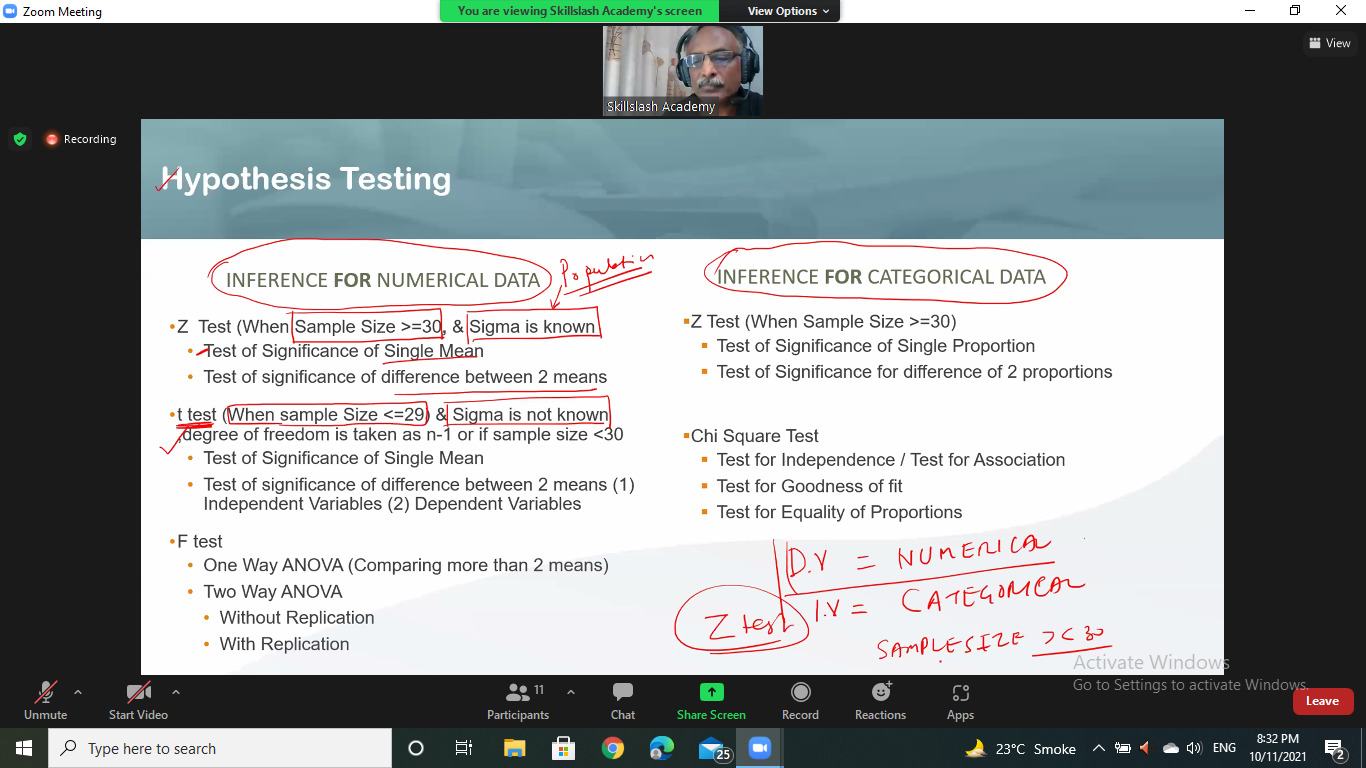 Zoom Meeting
You are viewing Skillslash Academy's screen
View Options
View
Skillslash Academy
Recording
Hypothesis Testing
INFERENCE FOR NUMERICAL DATA
Population
Z Test (When Sample Size >=30, & Sigma is known
Test of Significance of Single Mean
Test of significance of difference between 2 means
t test (When sample Size <=29) & Sigma is not known
,degree of freedom is taken as n-1 or if sample size <30
Test of Significance of Single Mean
Test of significance of difference between 2 means (1)
Independent Variables (2) Dependent Variables
F test
One Way ANOVA (Comparing more than 2 means)
Two Way ANOVA
Without Replication
With Replication
INFERENCE FOR CATEGORICAL DATA
Z Test (When Sample Size >=30)
Test of Significance of Single Proportion
Test of Significance for difference of 2 proportions
Chi Square Test
Test for Independence / Test for Association
Test for Goodness of fit
Test for Equality of Proportions
D.V = NUMERICAL
I.V = CATEGORICAL
Z test
SAMPLE SIZE >< 30
Activate Windows
Go to Settings to activate Windows.
Unmute
Start Video
11
Participants
Chat
Share Screen
Record
Reactions
Apps
Leave
Type here to search
25
23°C Smoke
ENG
8:32 PM
10/11/2021
2